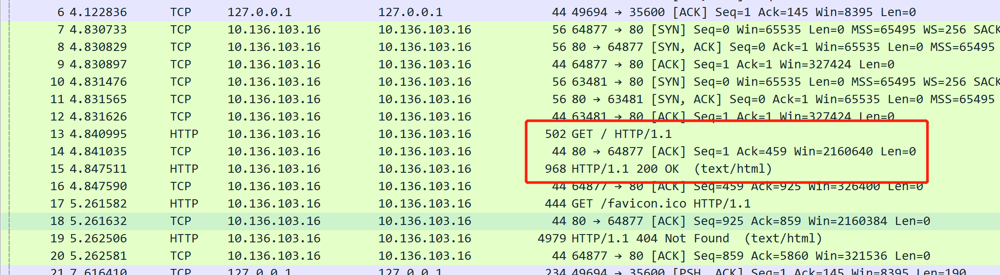 6 4.122836 TCP 127.0.0.1 127.0.0.1 44 49694 → 35600 [ACK] Seq=1 Ack=145 Win=8395 Len=0
7 4.830733 TCP 10.136.103.16 10.136.103.16 56 64877 → 80 [SYN] Seq=0 Win=65535 Len=0 MSS=65495 WS=256 SACK
8 4.830829 TCP 10.136.103.16 10.136.103.16 56 80 → 64877 [SYN, ACK] Seq=0 Ack=1 Win=65535 Len=0 MSS=65495
9 4.830897 TCP 10.136.103.16 10.136.103.16 44 64877 → 80 [ACK] Seq=1 Ack=1 Win=327424 Len=0
10 4.831476 TCP 10.136.103.16 10.136.103.16 56 63481 → 80 [SYN] Seq=0 Win=65535 Len=0 MSS=65495 WS=256 SACK
11 4.831565 TCP 10.136.103.16 10.136.103.16 56 80 → 63481 [SYN, ACK] Seq=0 Ack=1 Win=65535 Len=0 MSS=65495
12 4.831626 TCP 10.136.103.16 10.136.103.16 44 63481 → 80 [ACK] Seq=1 Ack=1 Win=327424 Len=0
13 4.840995 HTTP 10.136.103.16 10.136.103.16 502 GET / HTTP/1.1
14 4.841035 TCP 10.136.103.16 10.136.103.16 44 80 → 64877 [ACK] Seq=1 Ack=459 Win=2160640 Len=0
15 4.847511 HTTP 10.136.103.16 10.136.103.16 968 HTTP/1.1 200 OK (text/html)
16 4.847590 TCP 10.136.103.16 10.136.103.16 44 64877 → 80 [ACK] Seq=459 Ack=925 Win=326400 Len=0
17 5.261582 HTTP 10.136.103.16 10.136.103.16 444 GET /favicon.ico HTTP/1.1
18 5.261632 TCP 10.136.103.16 10.136.103.16 44 80 → 64877 [ACK] Seq=925 Ack=859 Win=2160384 Len=0
19 5.262506 HTTP 10.136.103.16 10.136.103.16 4979 HTTP/1.1 404 Not Found (text/html)
20 5.262581 TCP 10.136.103.16 10.136.103.16 44 64877 → 80 [ACK] Seq=859 Ack=5860 Win=321536 Len=0
21 7.616410 TCP 127.0.0.1 127.0.0.1 234 49694 → 35600 [PSH, ACK] Seq=1 Ack=145 Win=8395 Len=190